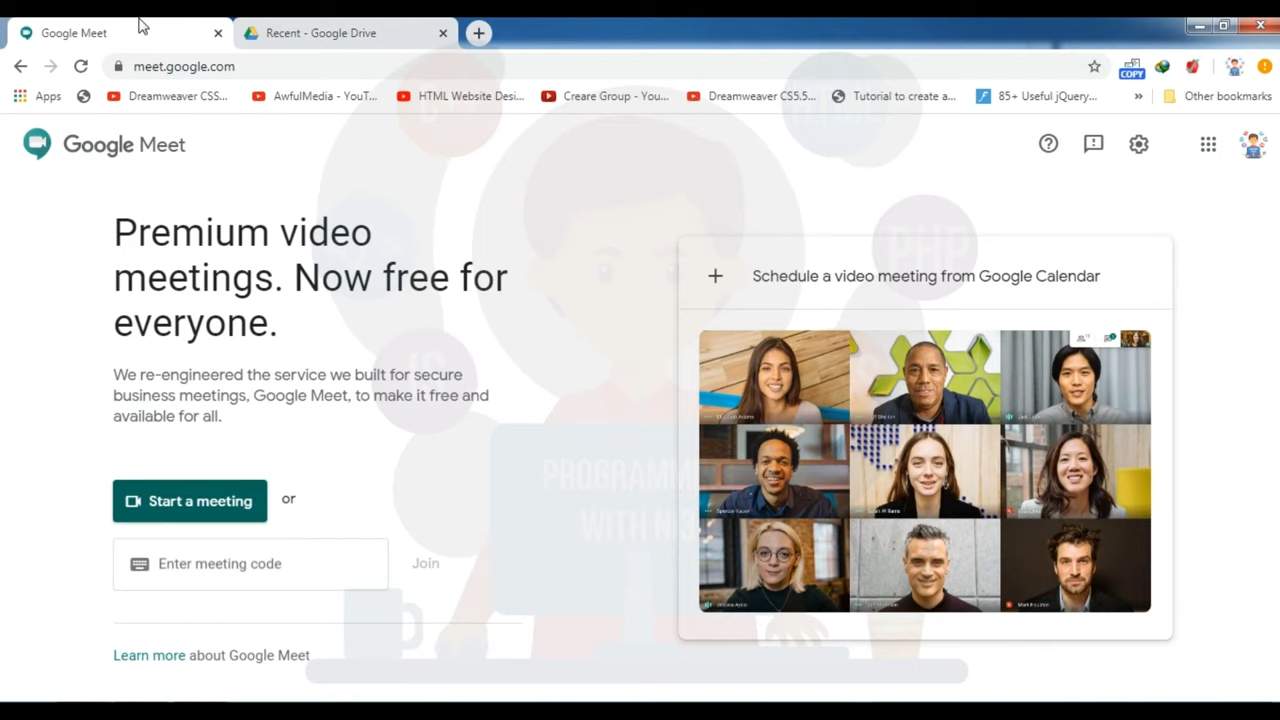 Google Meet
Recent - Google Drive
meet.google.com
COPY
Apps
Dreamweaver CSS...
AwfulMedia - YouT...
HTML Website Desi...
Creare Group - You...
Dreamweaver CS5.5...
Tutorial to create a...
85+ Useful jQuery...
»
Other bookmarks
Google Meet
Premium video
meetings. Now free for
everyone.
We re-engineered the service we built for secure
business meetings, Google Meet, to make it free and
available for all.
Start a meeting
or
Enter meeting code
Join
Learn more about Google Meet
Schedule a video meeting from Google Calendar
PHP
PROGRAMM
WITH